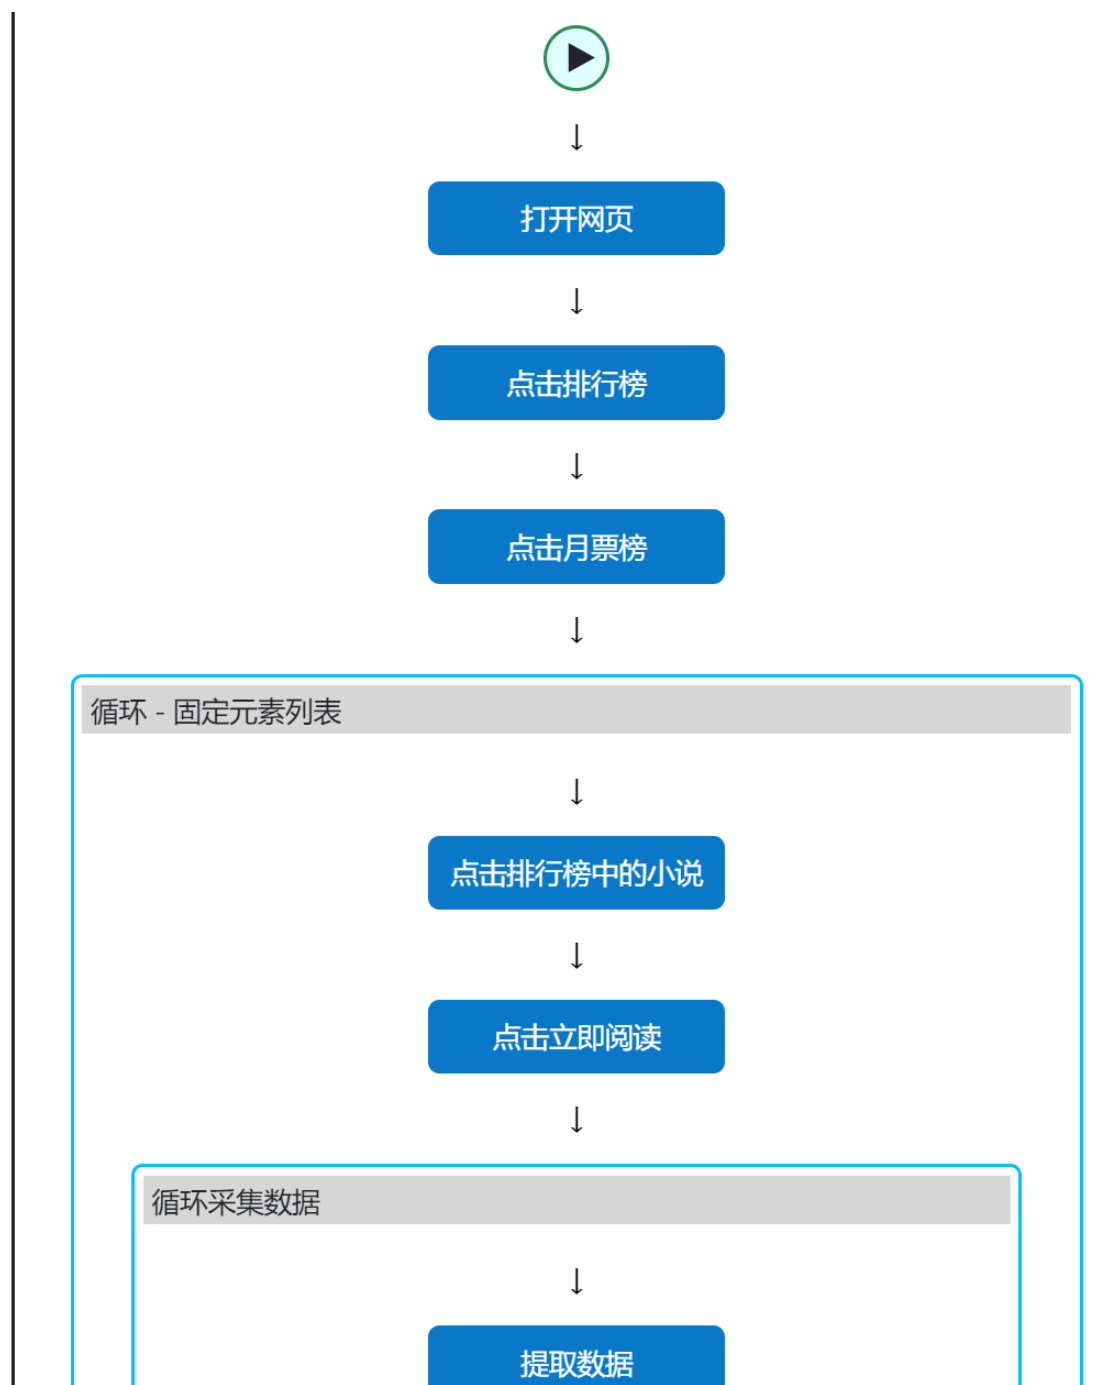 打开网页
点击排行榜
点击月票榜
循环 - 固定元素列表
点击排行榜中的小说
点击立即阅读
循环采集数据
提取数据